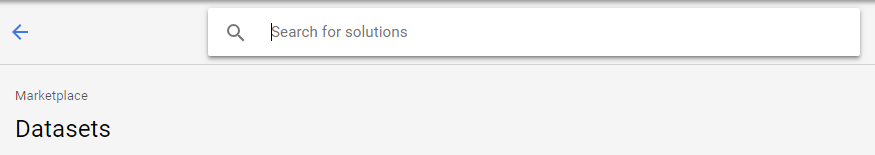 Search for solutions
Marketplace
Datasets